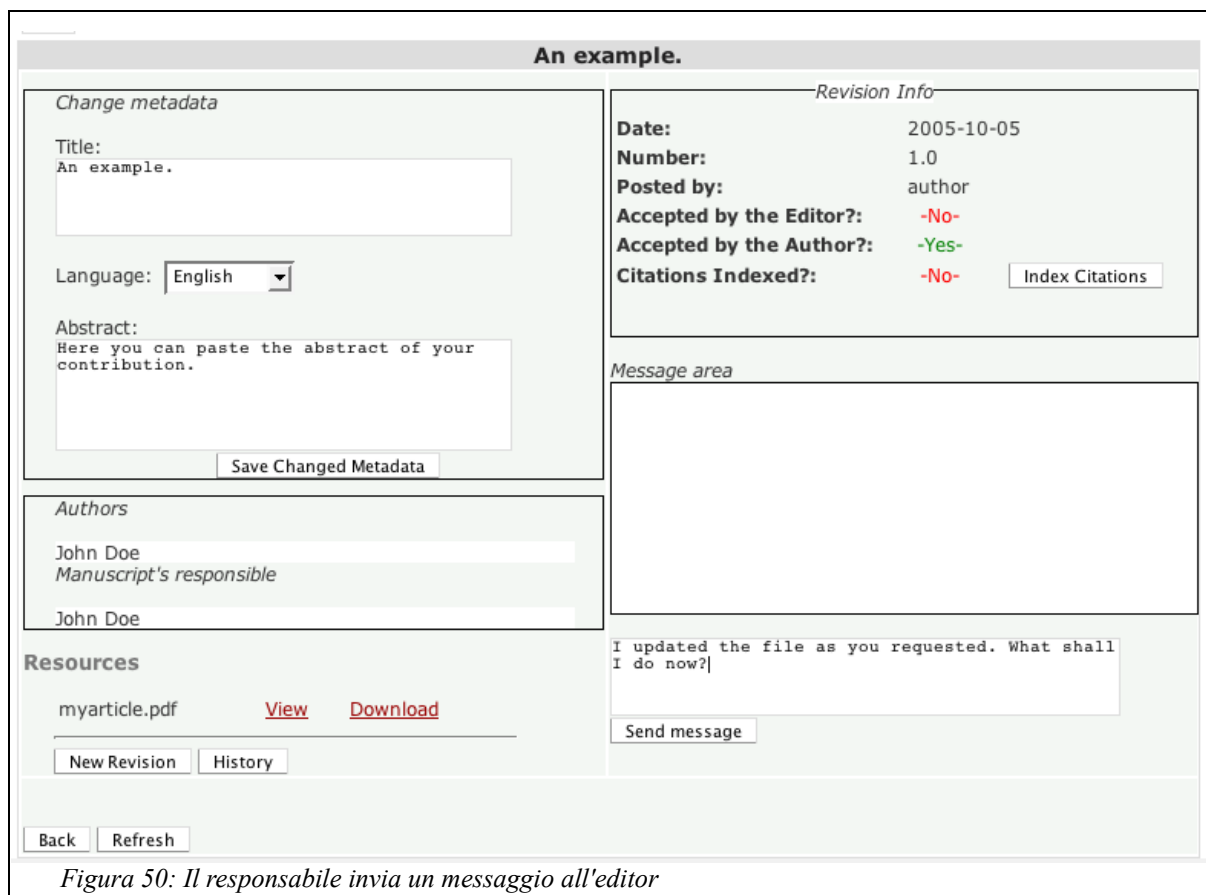 An example.
Change metadata
Title:
An example.
Language: English
Abstract:
Here you can paste the abstract of your
contribution.
Save Changed Metadata
Authors
John Doe
Manuscript's responsible
John Doe
Resources
myarticle.pdf View Download
New Revision History
Revision Info
Date: 2005-10-05
Number: 1.0
Posted by: author
Accepted by the Editor?: -No-
Accepted by the Author?: -Yes-
Citations Indexed?: -No- Index Citations
Message area
I updated the file as you requested. What shall
I do now?
Send message
Back Refresh
Figura 50: Il responsabile invia un messaggio all'editor